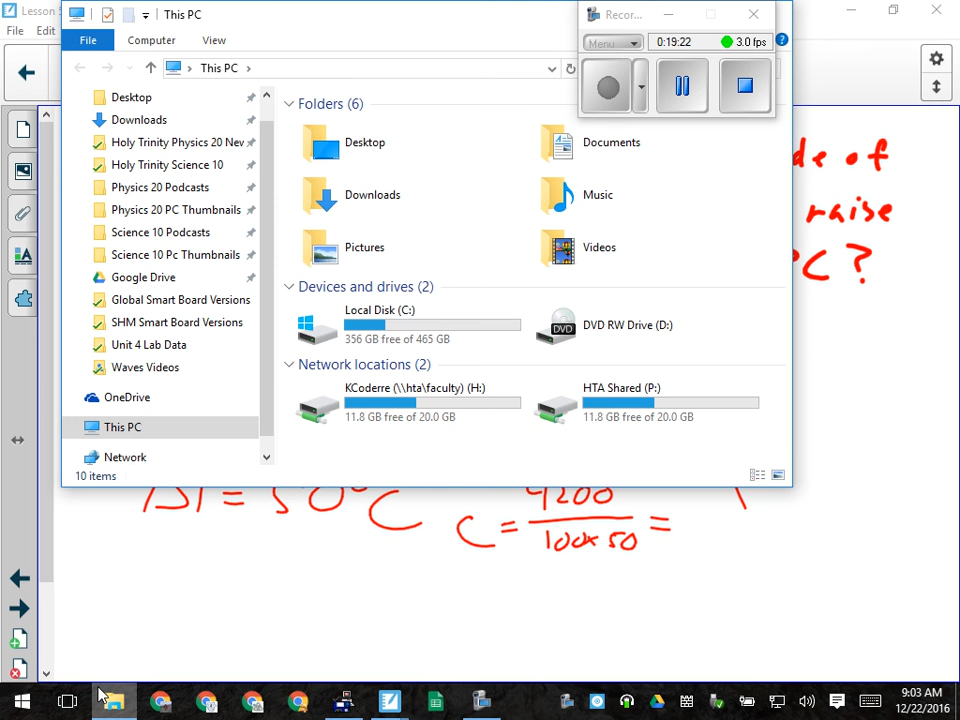 Lesson
This PC
Recor...
File Edit
File Computer View
Menu 0:19:22 3.0 fps
This PC
Desktop
Downloads
Holy Trinity Physics 20 Nev
Holy Trinity Science 10
Physics 20 Podcasts
Physics 20 PC Thumbnails
Science 10 Podcasts
Science 10 Pc Thumbnails
Google Drive
Global Smart Board Versions
SHM Smart Board Versions
Unit 4 Lab Data
Waves Videos
OneDrive
This PC
Network
10 items
Folders (6)
Desktop
Documents
Downloads
Music
Pictures
Videos
Devices and drives (2)
Local Disk (C:)
356 GB free of 465 GB
DVD RW Drive (D:)
Network locations (2)
KCoderre (\\hta\faculty) (H:)
11.8 GB free of 20.0 GB
HTA Shared (P:)
11.8 GB free of 20.0 GB
de of
raise
°C ?
ΔT = 50°C
C = 4200 / 100x50 =
9:03 AM
12/22/2016